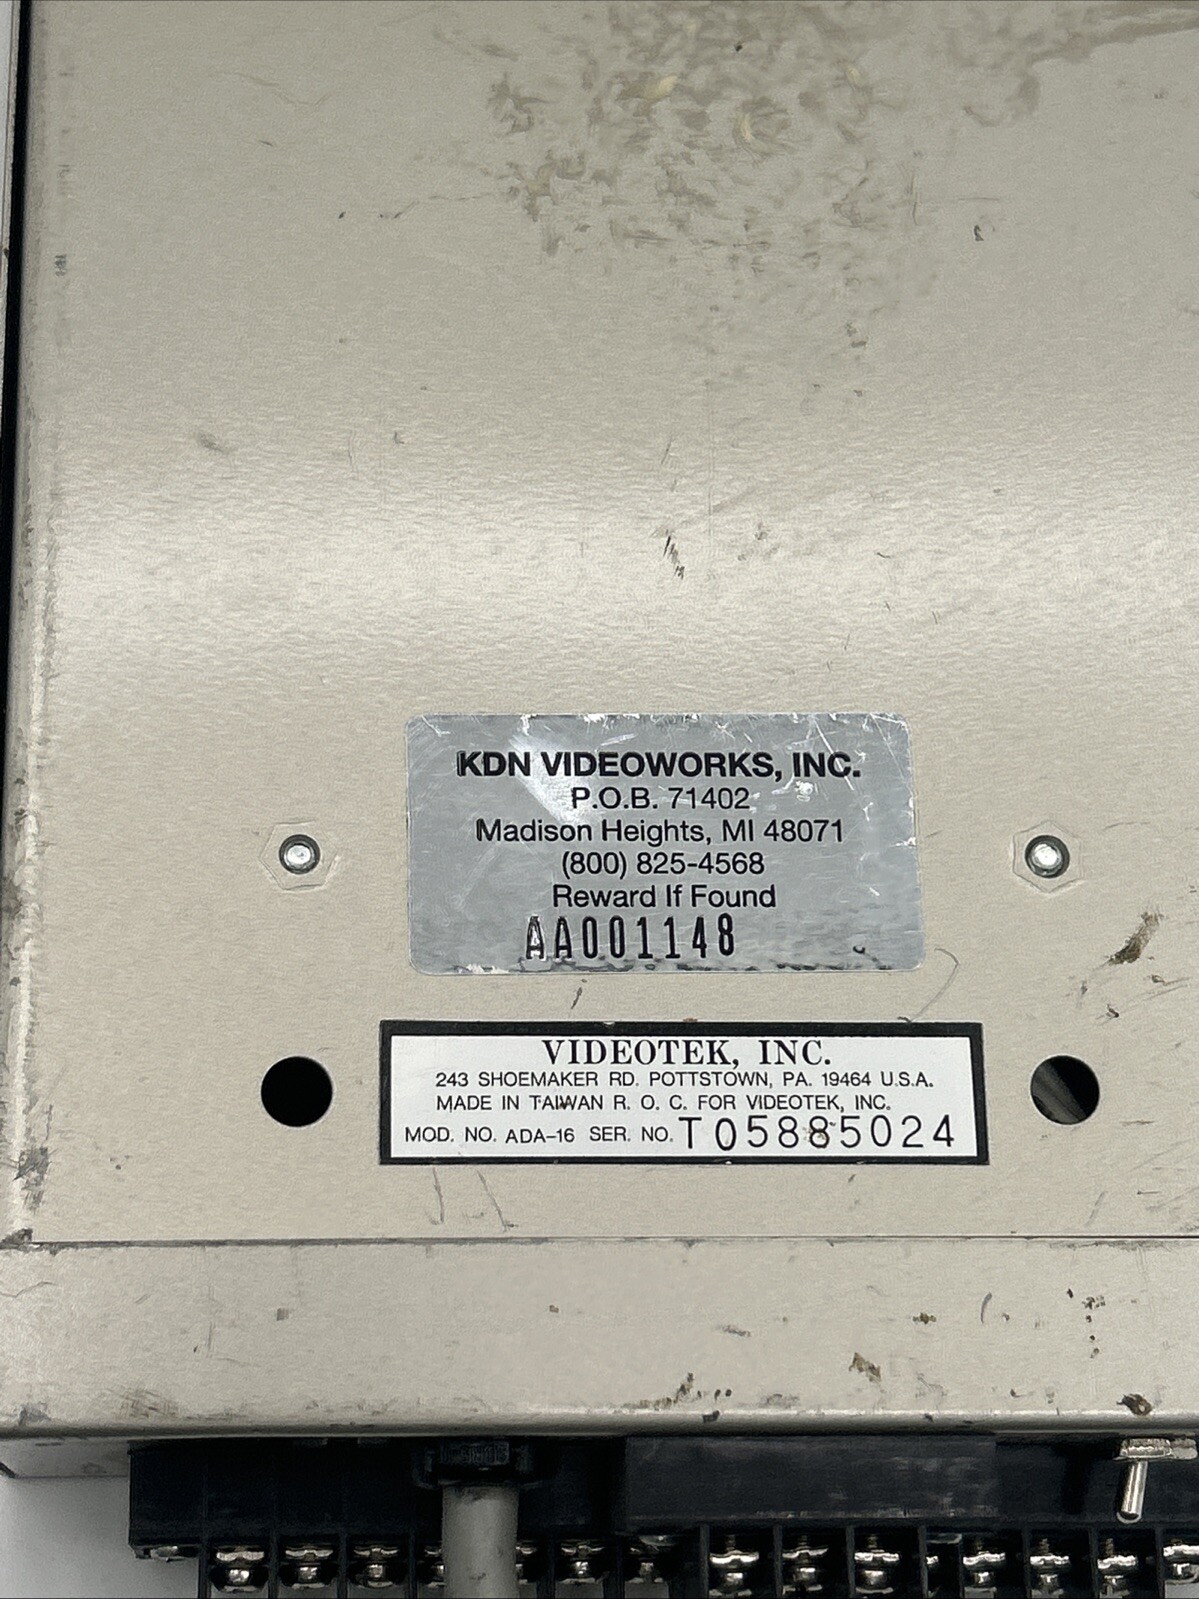 KDN VIDEOWORKS, INC.
P.O.B. 71402
Madison Heights, MI 48071
(800) 825-4568
Reward If Found
AA001148
VIDEOTEK, INC.
243 SHOEMAKER RD. POTTSTOWN, PA. 19464 U.S.A.
MADE IN TAIWAN R. O. C. FOR VIDEOTEK, INC.
MOD. NO. ADA-16 SER. NO. T05885024